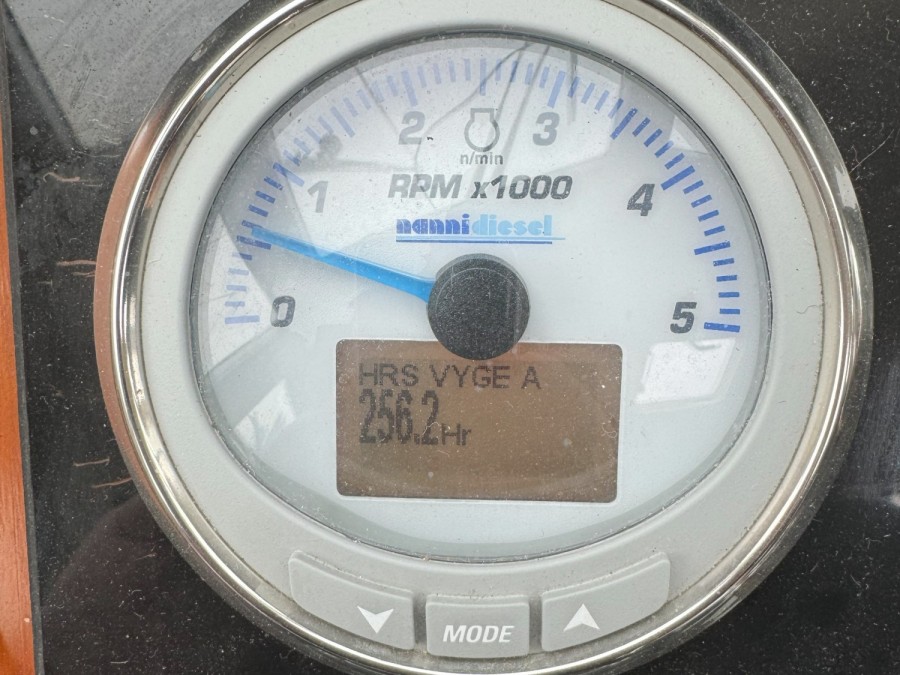 2 3
n/min
1 RPM x1000 4
nannidiesel
0 5
HRS VYGE A
256.2Hr
MODE